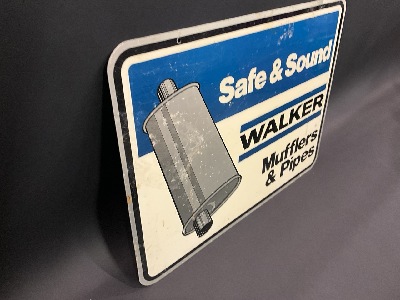 Safe & Sound
WALKER
Mufflers
& Pipes